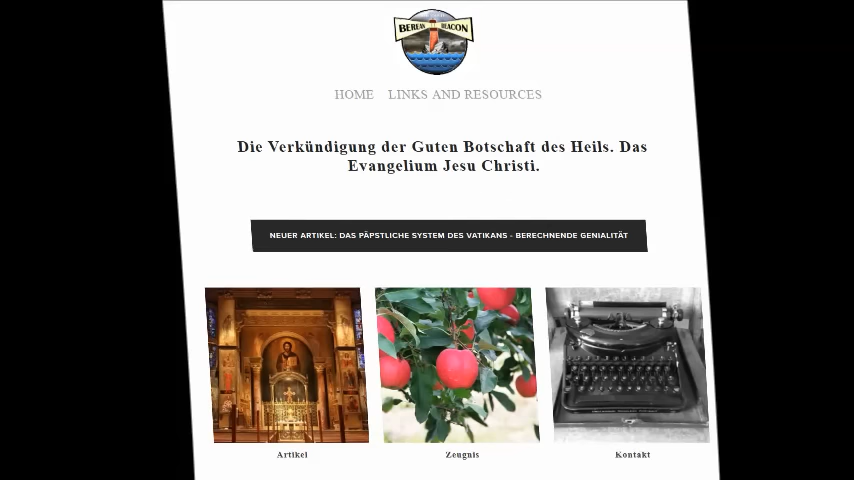 BEREAN BEACON
HOME LINKS AND RESOURCES
Die Verkündigung der Guten Botschaft des Heils. Das
Evangelium Jesu Christi.
NEUER ARTIKEL: DAS PÄPSTLICHE SYSTEM DES VATIKANS - BERECHNENDE GENIALITÄT
Artikel Zeugnis Kontakt